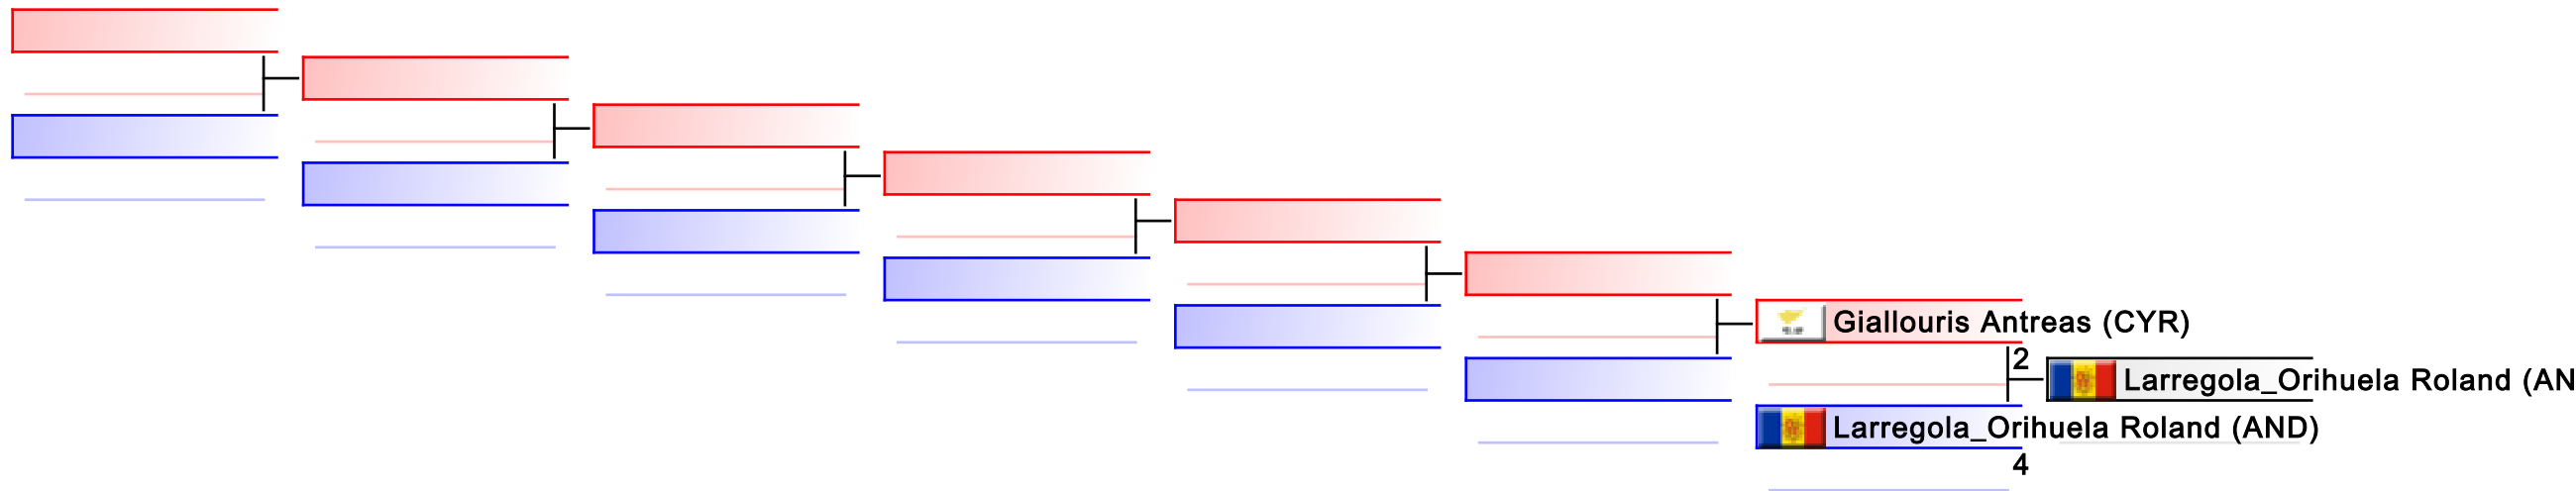 Giallouris Antreas (CYR)
2
Larregola_Orihuela Roland (AN
Larregola_Orihuela Roland (AND)
4